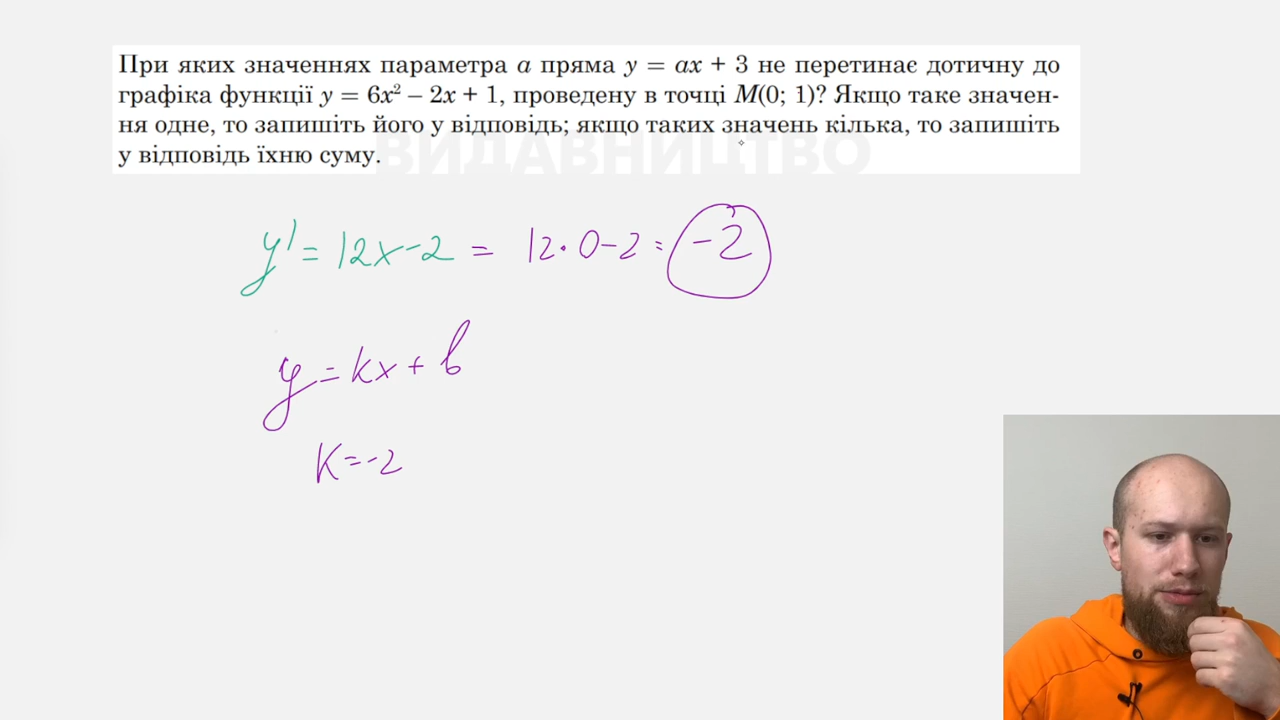 При яких значеннях параметра a пряма y = ax + 3 не перетинає дотичну до
графіка функції y = 6x² – 2x + 1, проведену в точці M(0; 1)? Якщо таке значен-
ня одне, то запишіть його у відповідь; якщо таких значень кілька, то запишіть
у відповідь їхню суму.
ВИДАВНИЦТВО
y' = 12x-2 = 12·0-2 = -2
y = kx + b
K=-2